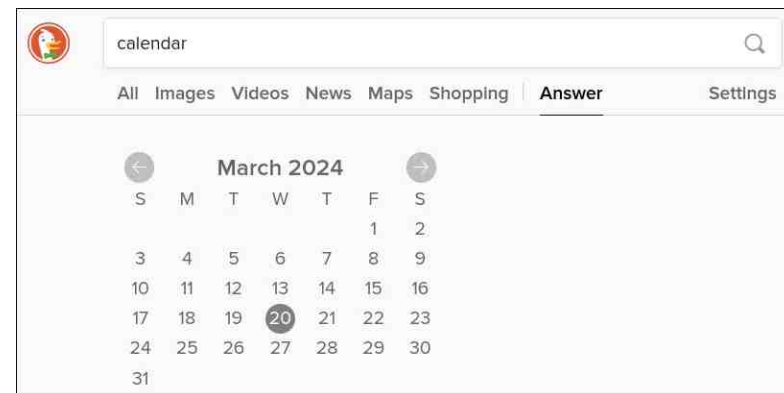 calendar
All Images Videos News Maps Shopping Answer Settings
March 2024
S M T W T F S
1 2
3 4 5 6 7 8 9
10 11 12 13 14 15 16
17 18 19 20 21 22 23
24 25 26 27 28 29 30
31